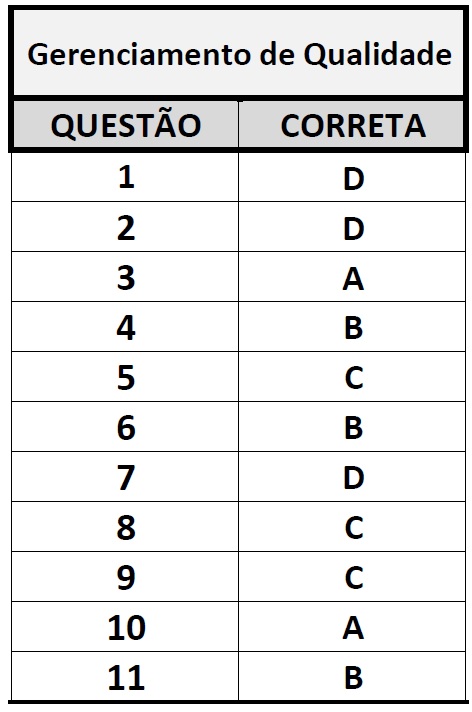 Gerenciamento de Qualidade
QUESTÃO CORRETA
1 D
2 D
3 A
4 B
5 C
6 B
7 D
8 C
9 C
10 A
11 B